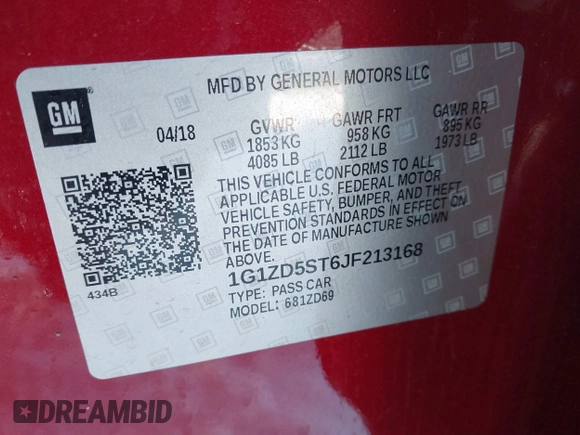 MFD BY GENERAL MOTORS LLC
GM
04/18
GVWR GAWR FRT GAWR RR
1853 KG 958 KG 895 KG
4085 LB 2112 LB 1973 LB
THIS VEHICLE CONFORMS TO ALL
APPLICABLE U.S. FEDERAL MOTOR
VEHICLE SAFETY, BUMPER, AND THEFT
PREVENTION STANDARDS IN EFFECT ON
THE DATE OF MANUFACTURE SHOWN
ABOVE.
434B
1G1ZD5ST6JF213168
TYPE: PASS CAR
MODEL: 681ZD69
DREAMBID